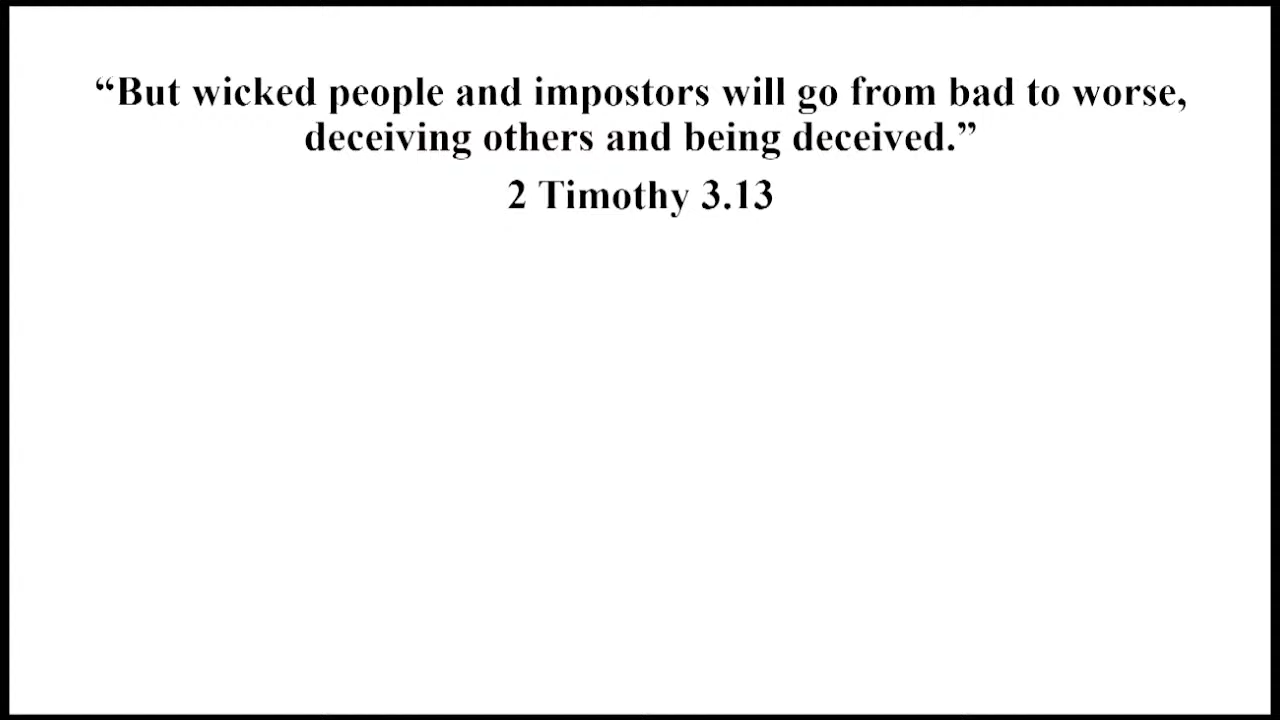 “But wicked people and impostors will go from bad to worse,
deceiving others and being deceived.”
2 Timothy 3.13